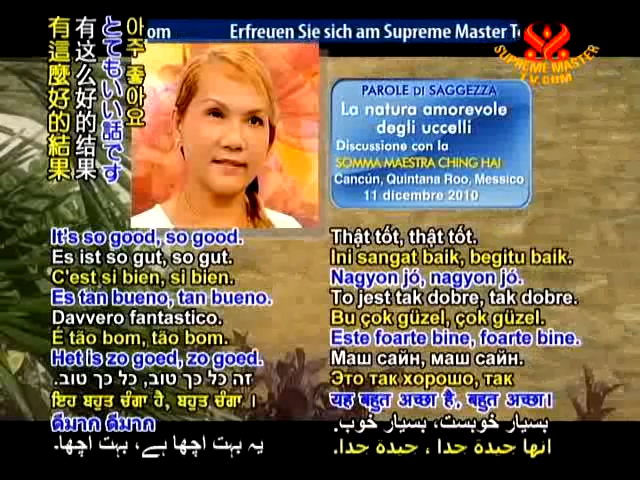 om Erfreuen Sie sich am Supreme Master Te
SUPREME MASTER
T.V.COM
아주 좋아요
とてもいい話です
有这么好的结果
有這麼好的結果
PAROLE DI SAGGEZZA
La natura amorevole
degli uccelli
Discussione con la
SOMMA MAESTRA CHING HAI
Cancún, Quintana Roo, Messico
11 dicembre 2010
It's so good, so good.
Es ist so gut, so gut.
C'est si bien, si bien.
Es tan bueno, tan bueno.
Davvero fantastico.
É tão bom, tão bom.
Het is zo goed, zo goed.
זה כל כך טוב, כל כך טוב.
ਇਹ ਬਹੁਤ ਚੰਗਾ ਹੈ, ਬਹੁਤ ਚੰਗਾ ।
ดีมาก ดีมาก
یہ بہت اچھا ہے، بہت اچھا.
Thật tốt, thật tốt.
Ini sangat baik, begitu baik.
Nagyon jó, nagyon jó.
To jest tak dobre, tak dobre.
Bu çok güzel, çok güzel.
Este foarte bine, foarte bine.
Маш сайн, маш сайн.
Это так хорошо, так
यह बहुत अच्छा है, बहुत अच्छा।
بسیار خوبست، بسیار خوب.
انها جيدة جدا ، جيدة جدا.